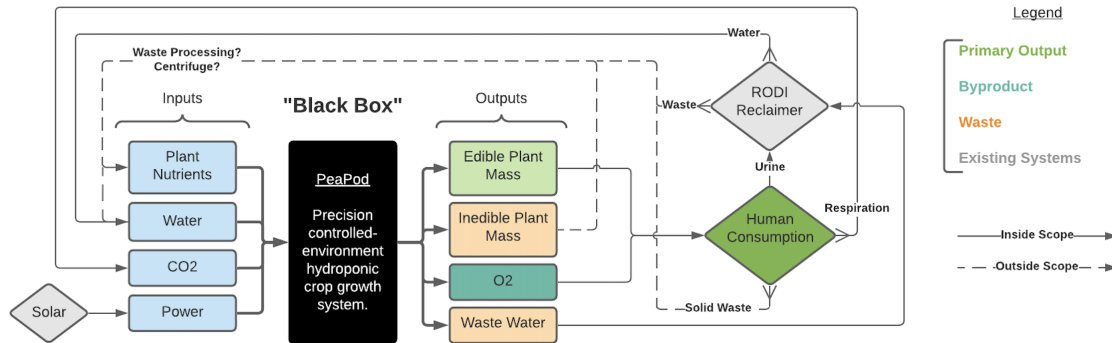 Water
Legend
Waste Processing?
Centrifuge?
Primary Output
Byproduct
Waste
Existing Systems
Inside Scope
Outside Scope
Inputs
"Black Box"
Outputs
Plant
Nutrients
Water
CO2
Power
Solar
PeaPod
Precision
controlled-
environment
hydroponic
crop growth
system.
Edible Plant
Mass
Inedible Plant
Mass
O2
Waste Water
Waste
RODI
Reclaimer
Urine
Human
Consumption
Respiration
Solid Waste